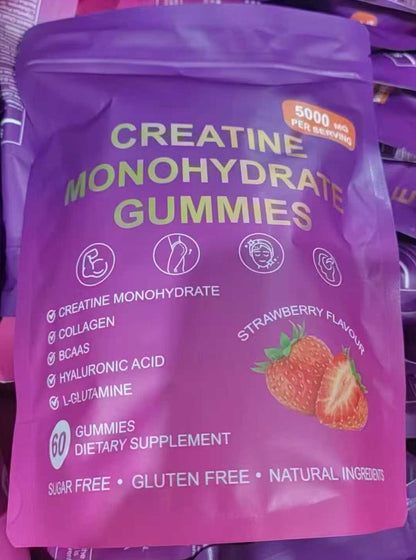 5000 MG
PER SERVING
CREATINE
MONOHYDRATE
GUMMIES
CREATINE MONOHYDRATE
COLLAGEN
BCAAS
HYALURONIC ACID
L-GLUTAMINE
STRAWBERRY FLAVOUR
60
GUMMIES
DIETARY SUPPLEMENT
SUGAR FREE • GLUTEN FREE • NATURAL INGREDIENTS